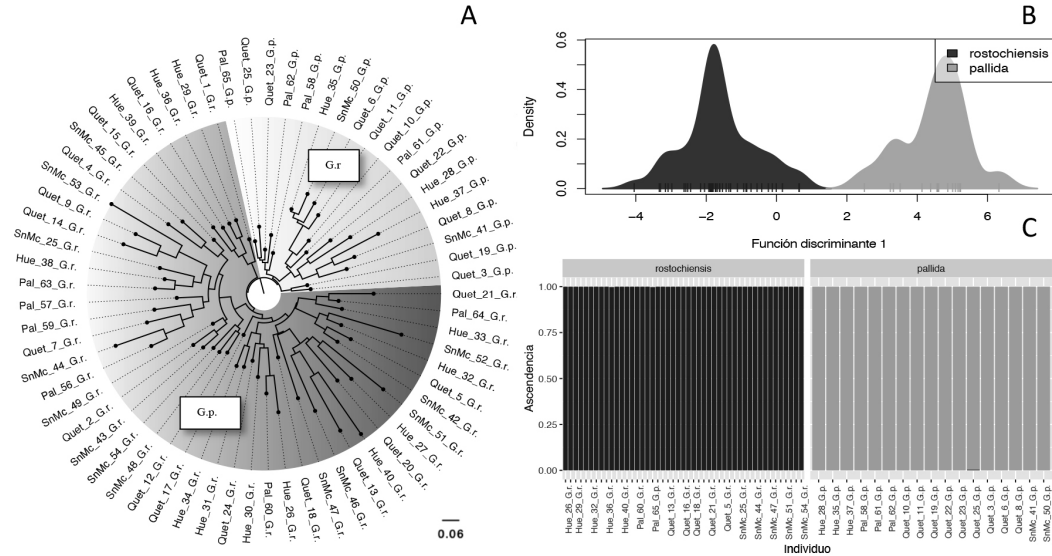 A
Pal_65_G.p.
Quet_25_G.p.
Quet_23_G.p.
Pal_62_G.p.
Pal_58_G.p.
Hue_35_G.p.
SnMc_50_G.p.
Quet_6_G.p.
Quet_11_G.p.
Quet_10_G.p.
Pal_61_G.p.
Quet_22_G.p.
Hue_28_G.p.
Hue_37_G.p.
Quet_8_G.p.
SnMc_41_G.p.
Quet_19_G.p.
Quet_3_G.p.
Quet_21_G.r
Pal_64_G.r.
Hue_33_G.r.
SnMc_52_G.r.
Hue_32_G.r.
Quet_5_G.r.
SnMc_42_G.r.
SnMc_51_G.r.
Hue_27_G.r.
Quet_20_G.r.
Hue_40_G.r.
Quet_13_G.r.
SnMc_46_G.r.
SnMc_47_G.r.
Quet_18_G.r.
Hue_26_G.r.
Pal_60_G.r.
Hue_30_G.r.
Quet_24_G.r.
Hue_31_G.r.
Hue_34_G.r.
Quet_17_G.r.
Quet_12_G.r.
SnMc_48_G.r.
SnMc_54_G.r.
SnMc_43_G.r.
Quet_2_G.r.
SnMc_49_G.r.
Pal_56_G.r.
SnMc_44_G.r.
Quet_7_G.r.
Pal_59_G.r.
Pal_57_G.r.
Pal_63_G.r.
Hue_38_G.r.
SnMc_25_G.r.
Quet_14_G.r.
Quet_9_G.r.
SnMc_53_G.r.
Quet_4_G.r.
SnMc_45_G.r.
Quet_15_G.r.
Hue_39_G.r.
Quet_16_G.r.
Hue_36_G.r.
Hue_29_G.r.
Quet_1_G.r.
G.r
G.p.
0.06
B
rostochiensis
pallida
Density
0.6
0.4
0.2
0.0
−4 −2 0 2 4 6
Función discriminante 1
C
rostochiensis
pallida
Ascendencia
1.00
0.75
0.50
0.25
0.00
Hue_26_G.r.
Hue_29_G.r.
Hue_32_G.r.
Hue_36_G.r.
Hue_40_G.r.
Pal_60_G.r.
Pal_65_G.p.
Quet_13_G.r.
Quet_16_G.r.
Quet_18_G.r.
Quet_21_G.r
Quet_5_G.r.
SnMc_25_G.r.
SnMc_44_G.r.
SnMc_47_G.r.
SnMc_51_G.r.
SnMc_54_G.r.
Hue_28_G.p.
Hue_35_G.p.
Hue_37_G.p.
Pal_58_G.p.
Pal_61_G.p.
Pal_62_G.p.
Quet_10_G.p.
Quet_11_G.p.
Quet_19_G.p.
Quet_22_G.p.
Quet_23_G.p.
Quet_25_G.p.
Quet_3_G.p.
Quet_6_G.p.
Quet_8_G.p.
SnMc_41_G.p.
SnMc_50_G.p.
Individuo